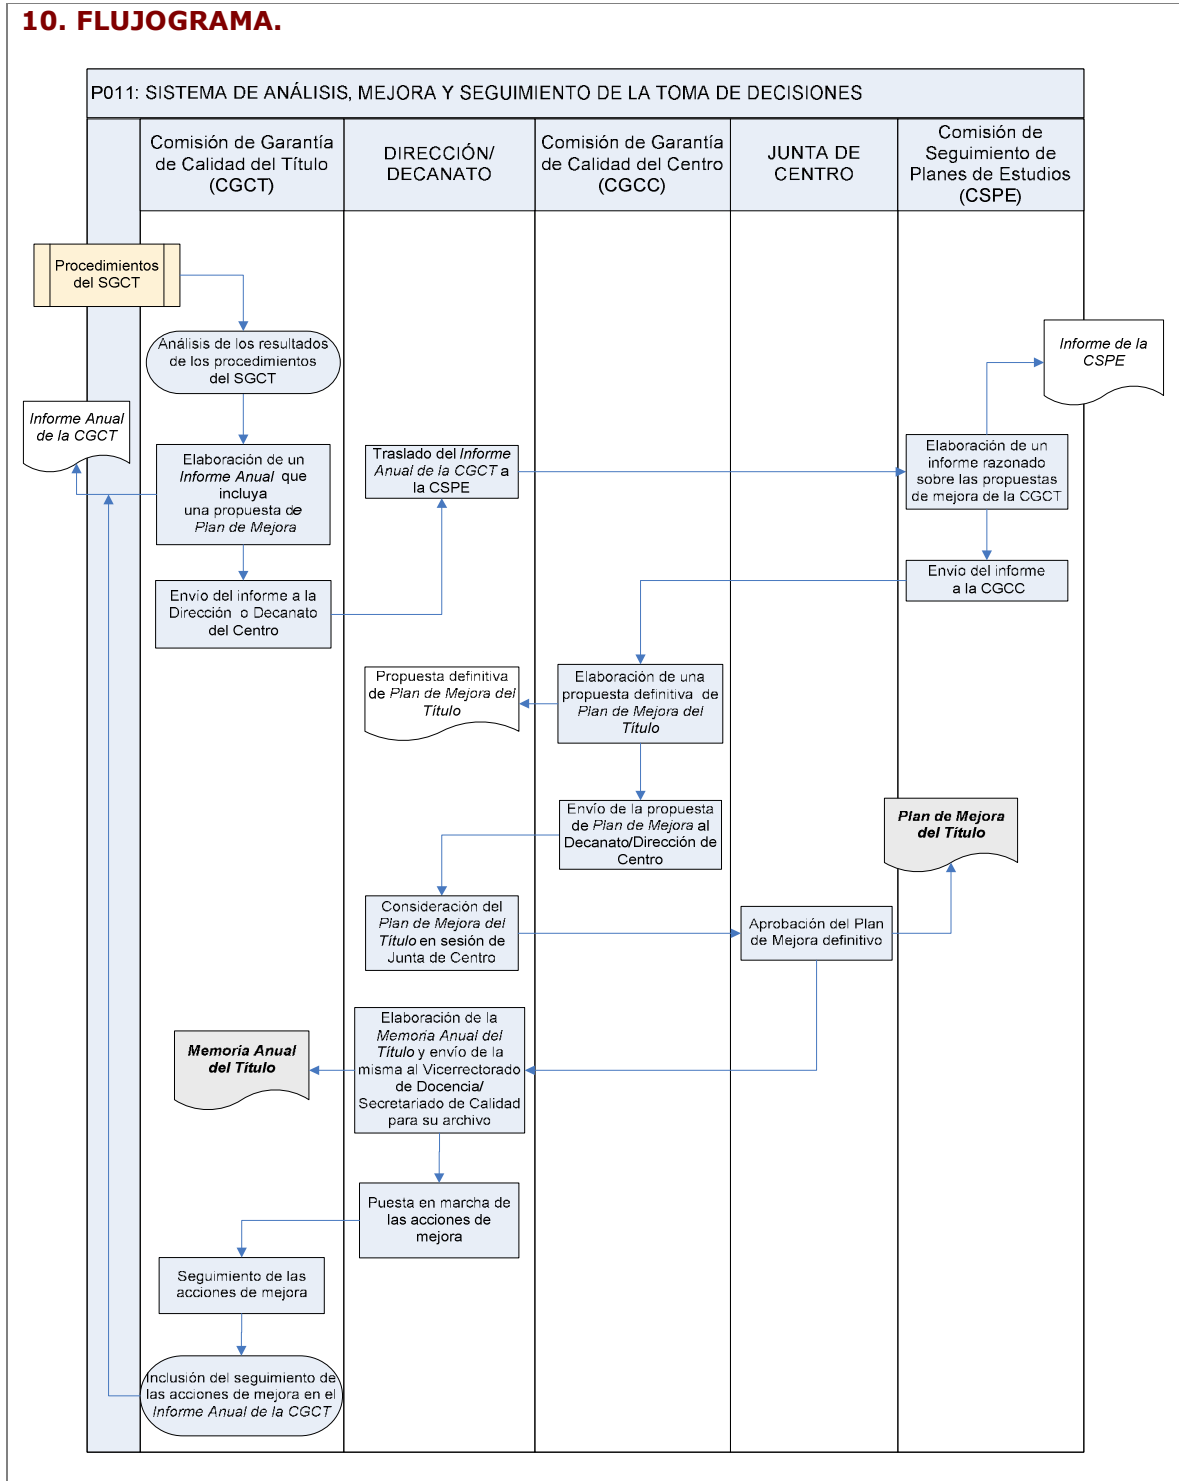 10. FLUJOGRAMA.
P011: SISTEMA DE ANÁLISIS, MEJORA Y SEGUIMIENTO DE LA TOMA DE DECISIONES
Comisión de Garantía
de Calidad del Título
(CGCT)
DIRECCIÓN/
DECANATO
Comisión de Garantía
de Calidad del Centro
(CGCC)
JUNTA DE
CENTRO
Comisión de
Seguimiento de
Planes de Estudios
(CSPE)
Procedimientos
del SGCT
Análisis de los resultados
de los procedimientos
del SGCT
Informe de la
CSPE
Informe Anual
de la CGCT
Elaboración de un
Informe Anual que
incluya
una propuesta de
Plan de Mejora
Traslado del Informe
Anual de la CGCT a
la CSPE
Elaboración de un
informe razonado
sobre las propuestas
de mejora de la CGCT
Envio del informe a la
Dirección o Decanato
del Centro
Envio del informe
a la CGCC
Propuesta definitiva
de Plan de Mejora del
Título
Elaboración de una
propuesta definitiva de
Plan de Mejora del
Título
Envío de la propuesta
de Plan de Mejora al
Decanato/Dirección de
Centro
Plan de Mejora
del Título
Consideración del
Plan de Mejora del
Título en sesión de
Junta de Centro
Aprobación del Plan
de Mejora definitivo
Memoria Anual
del Título
Elaboración de la
Memoria Anual del
Título y envío de la
misma al Vicerrectorado
de Docencia/
Secretariado de Calidad
para su archivo
Puesta en marcha de
las acciones de
mejora
Seguimiento de las
acciones de mejora
Inclusión del seguimiento de
las acciones de mejora en el
Informe Anual de la CGCT